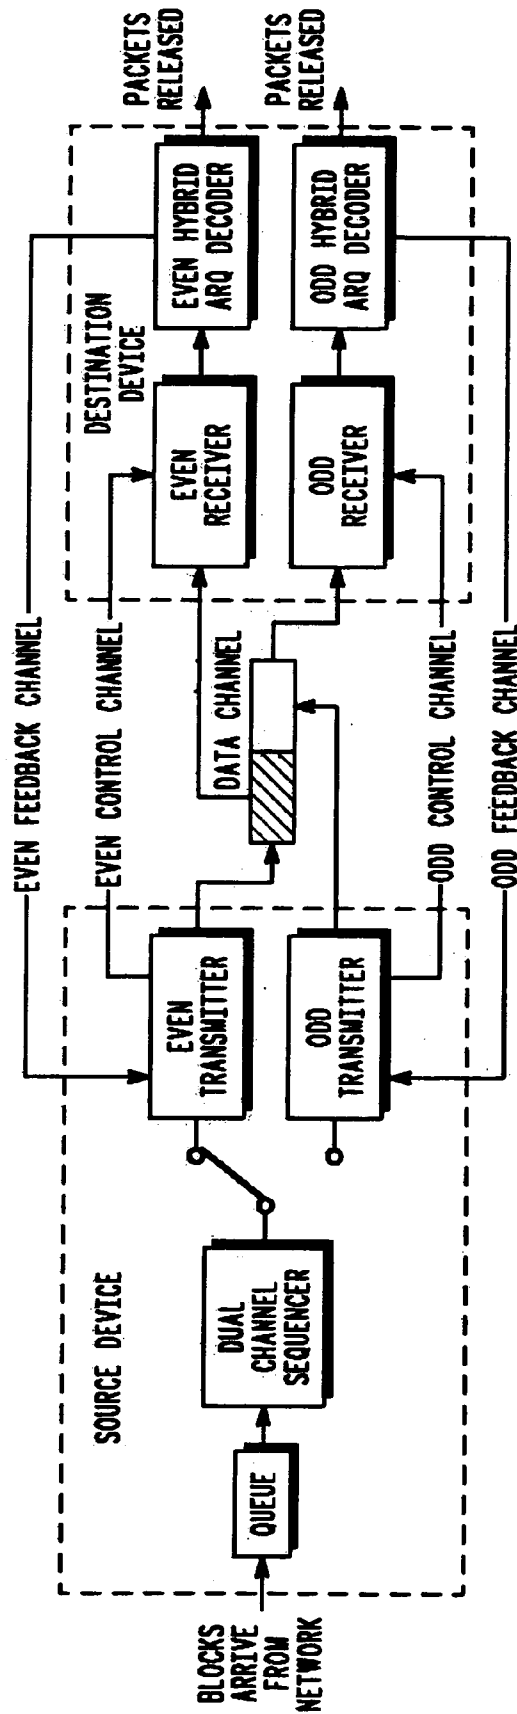 BLOCKS
ARRIVE
FROM
NETWORK
SOURCE DEVICE
QUEUE
DUAL
CHANNEL
SEQUENCER
EVEN
TRANSMITTER
ODD
TRANSMITTER
EVEN FEEDBACK CHANNEL
EVEN CONTROL CHANNEL
DATA CHANNEL
ODD CONTROL CHANNEL
ODD FEEDBACK CHANNEL
DESTINATION
DEVICE
EVEN
RECEIVER
ODD
RECEIVER
EVEN HYBRID
ARQ DECODER
ODD HYBRID
ARQ DECODER
PACKETS
RELEASED
PACKETS
RELEASED